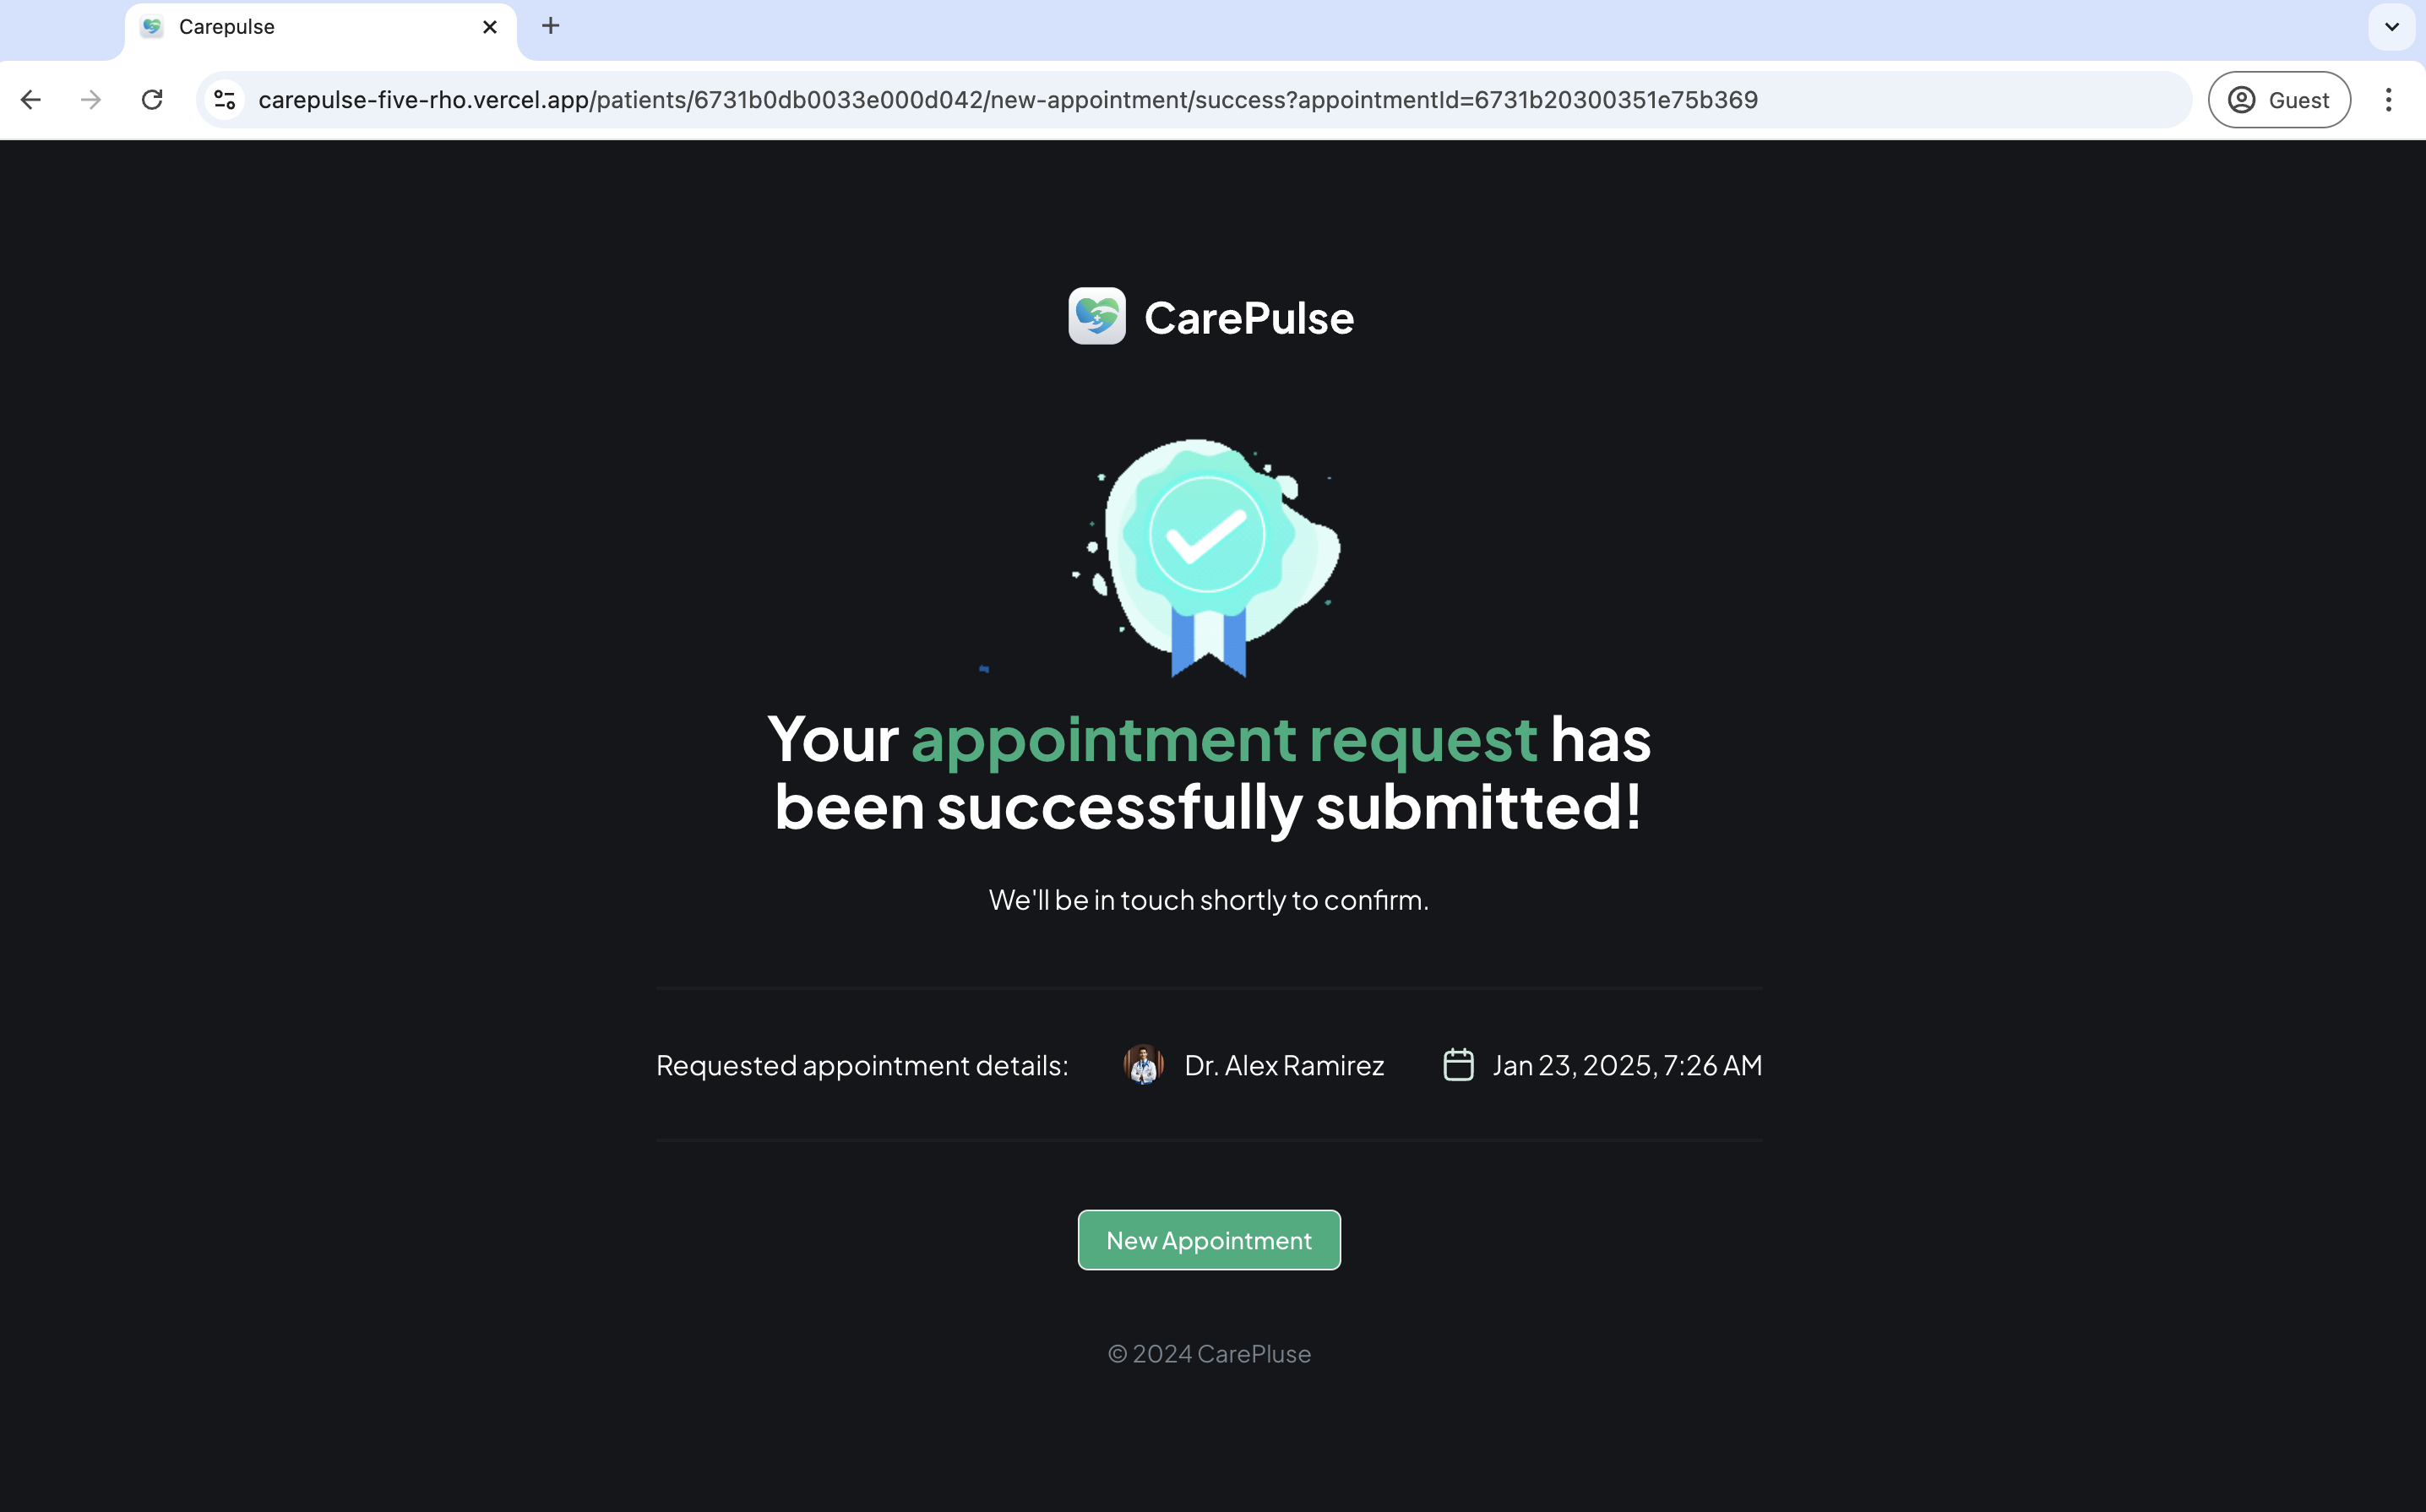 Carepulse
carepulse-five-rho.vercel.app/patients/6731b0db0033e000d042/new-appointment/success?appointmentId=6731b20300351e75b369
Guest
CarePulse
Your appointment request has
been successfully submitted!
We'll be in touch shortly to confirm.
Requested appointment details: Dr. Alex Ramirez Jan 23, 2025, 7:26 AM
New Appointment
© 2024 CarePluse